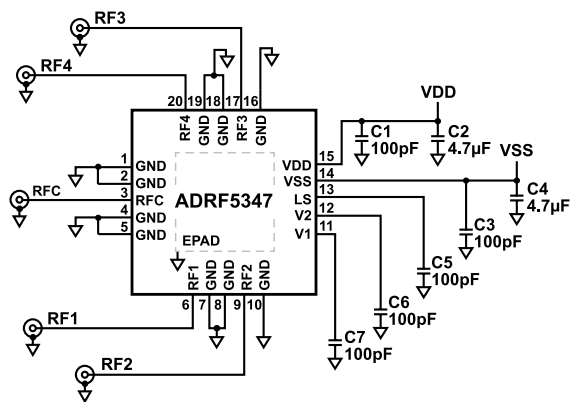 RF3
RF4
20 19 18 17 16
RF4
GND
GND
RF3
GND
VDD
C1
100pF
C2
4.7µF
VSS
1
GND
2
GND
RFC
3
RFC
4
GND
5
GND
ADRF5347
EPAD
VDD
15
VSS
14
LS
13
V2
12
V1
11
C4
4.7µF
C3
100pF
C5
100pF
C6
100pF
C7
100pF
RF1
GND
GND
RF2
GND
6 7 8 9 10
RF1
RF2